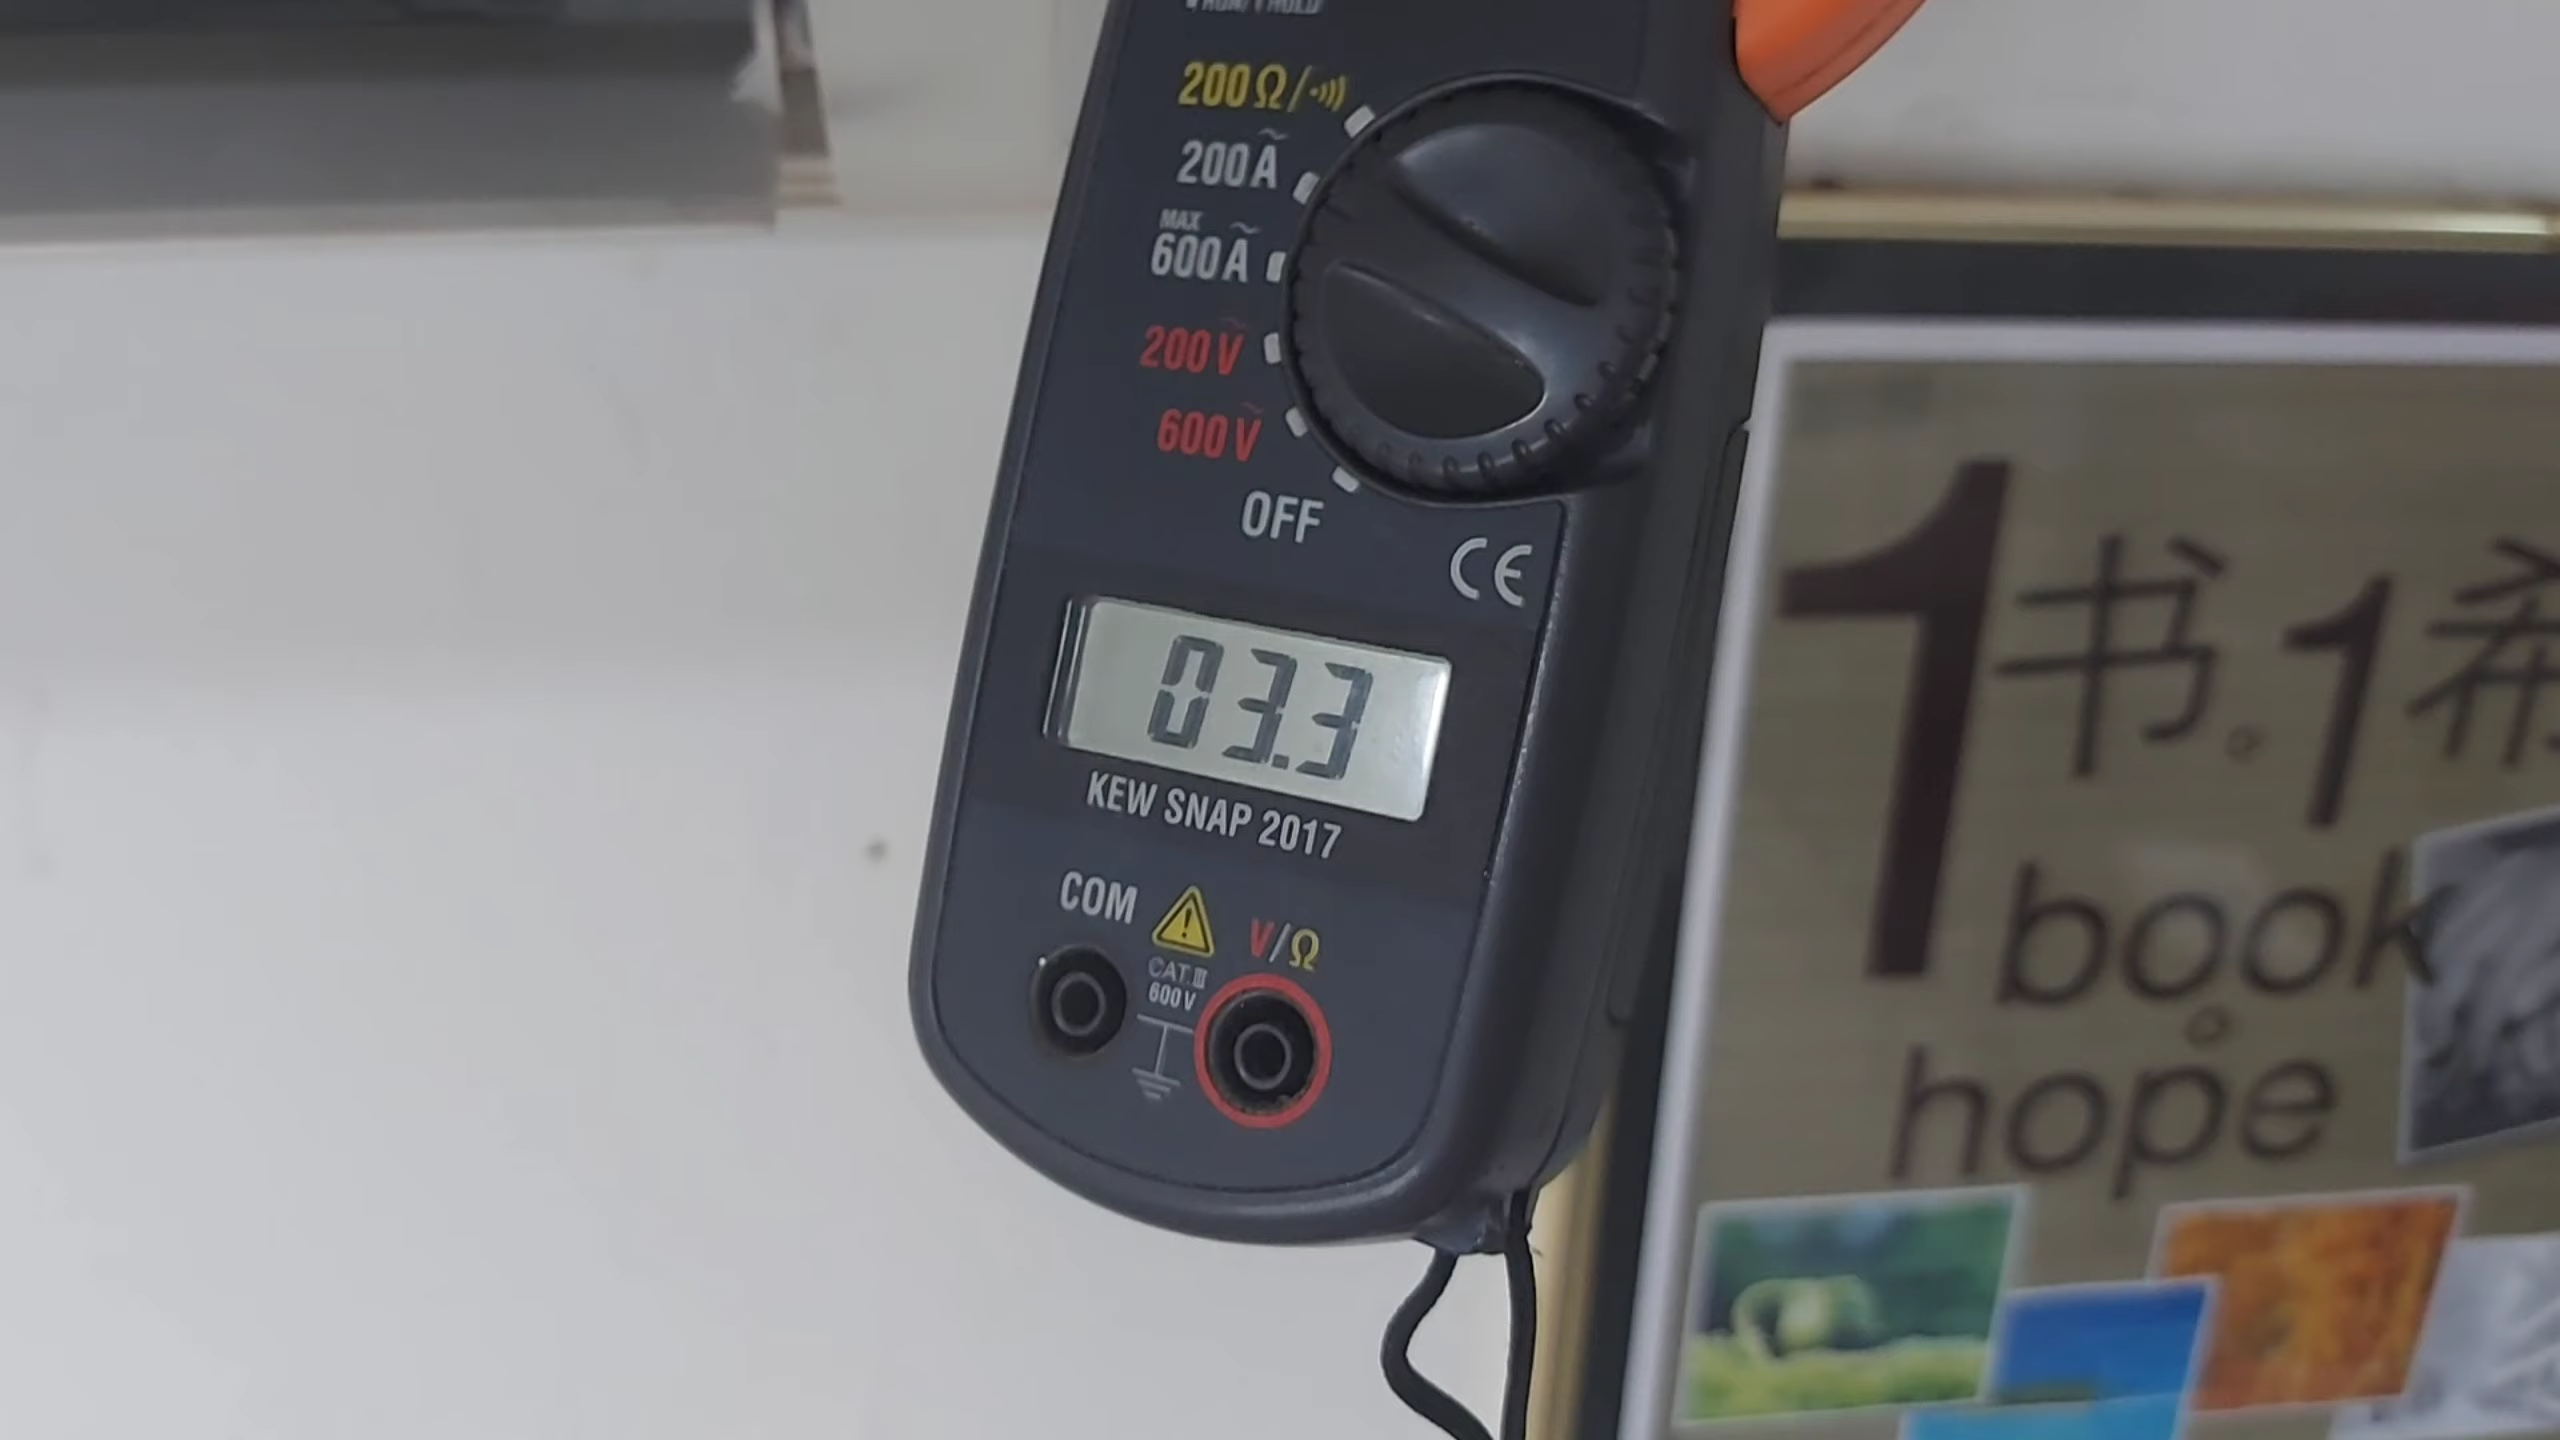 200Ω/
200A
MAX
600A
200V
600V
OFF
CE
03.3
KEW SNAP 2017
COM
V/Ω
CAT.III
600V
1书.1
book
hope